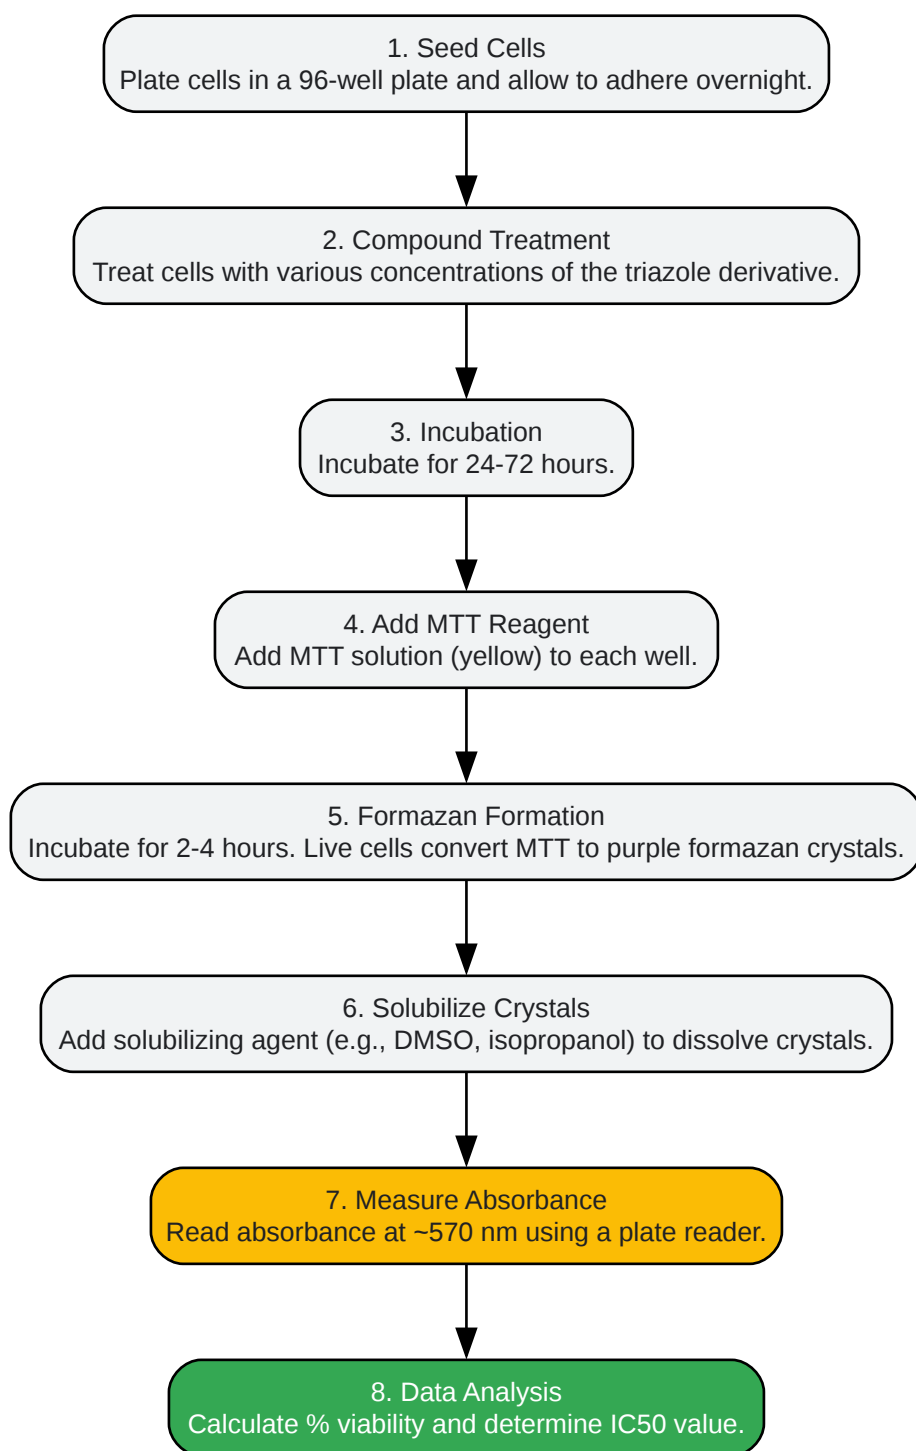 1. Seed Cells
Plate cells in a 96-well plate and allow to adhere overnight.
2. Compound Treatment
Treat cells with various concentrations of the triazole derivative.
3. Incubation
Incubate for 24-72 hours.
4. Add MTT Reagent
Add MTT solution (yellow) to each well.
5. Formazan Formation
Incubate for 2-4 hours. Live cells convert MTT to purple formazan crystals.
6. Solubilize Crystals
Add solubilizing agent (e.g., DMSO, isopropanol) to dissolve crystals.
7. Measure Absorbance
Read absorbance at ~570 nm using a plate reader.
8. Data Analysis
Calculate % viability and determine IC50 value.